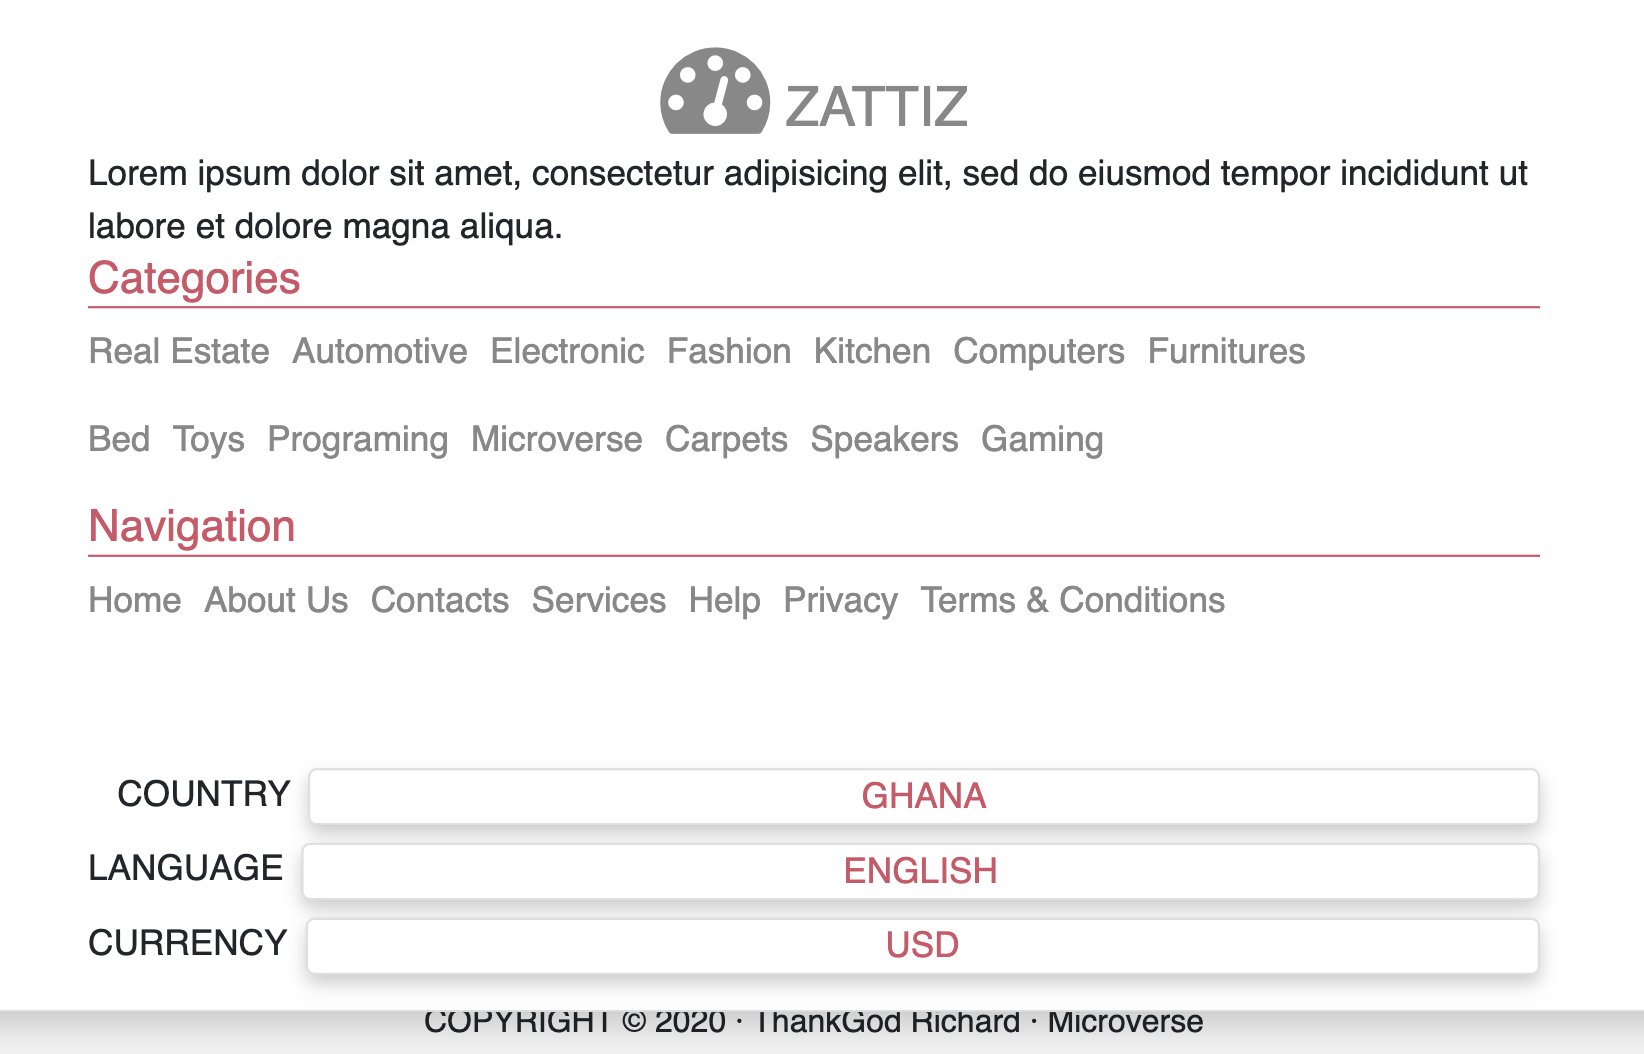 ZATTIZ
Lorem ipsum dolor sit amet, consectetur adipisicing elit, sed do eiusmod tempor incididunt ut
labore et dolore magna aliqua.
Categories
Real Estate Automotive Electronic Fashion Kitchen Computers Furnitures
Bed Toys Programing Microverse Carpets Speakers Gaming
Navigation
Home About Us Contacts Services Help Privacy Terms & Conditions
COUNTRY GHANA
LANGUAGE ENGLISH
CURRENCY USD
COPYRIGHT © 2020 · ThankGod Richard · Microverse